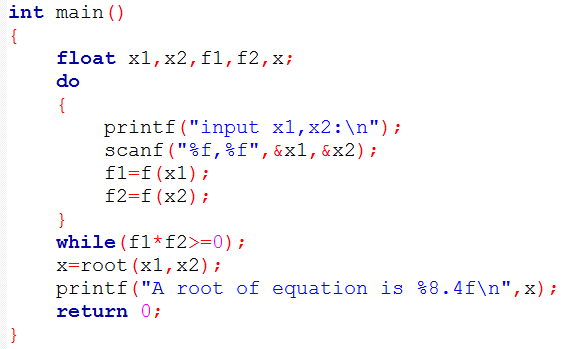 int main()
{
    float x1,x2,f1,f2,x;
    do
    {
        printf("input x1,x2:\n");
        scanf("%f,%f",&x1,&x2);
        f1=f(x1);
        f2=f(x2);
    }
    while(f1*f2>=0);
    x=root(x1,x2);
    printf("A root of equation is %8.4f\n",x);
    return 0;
}